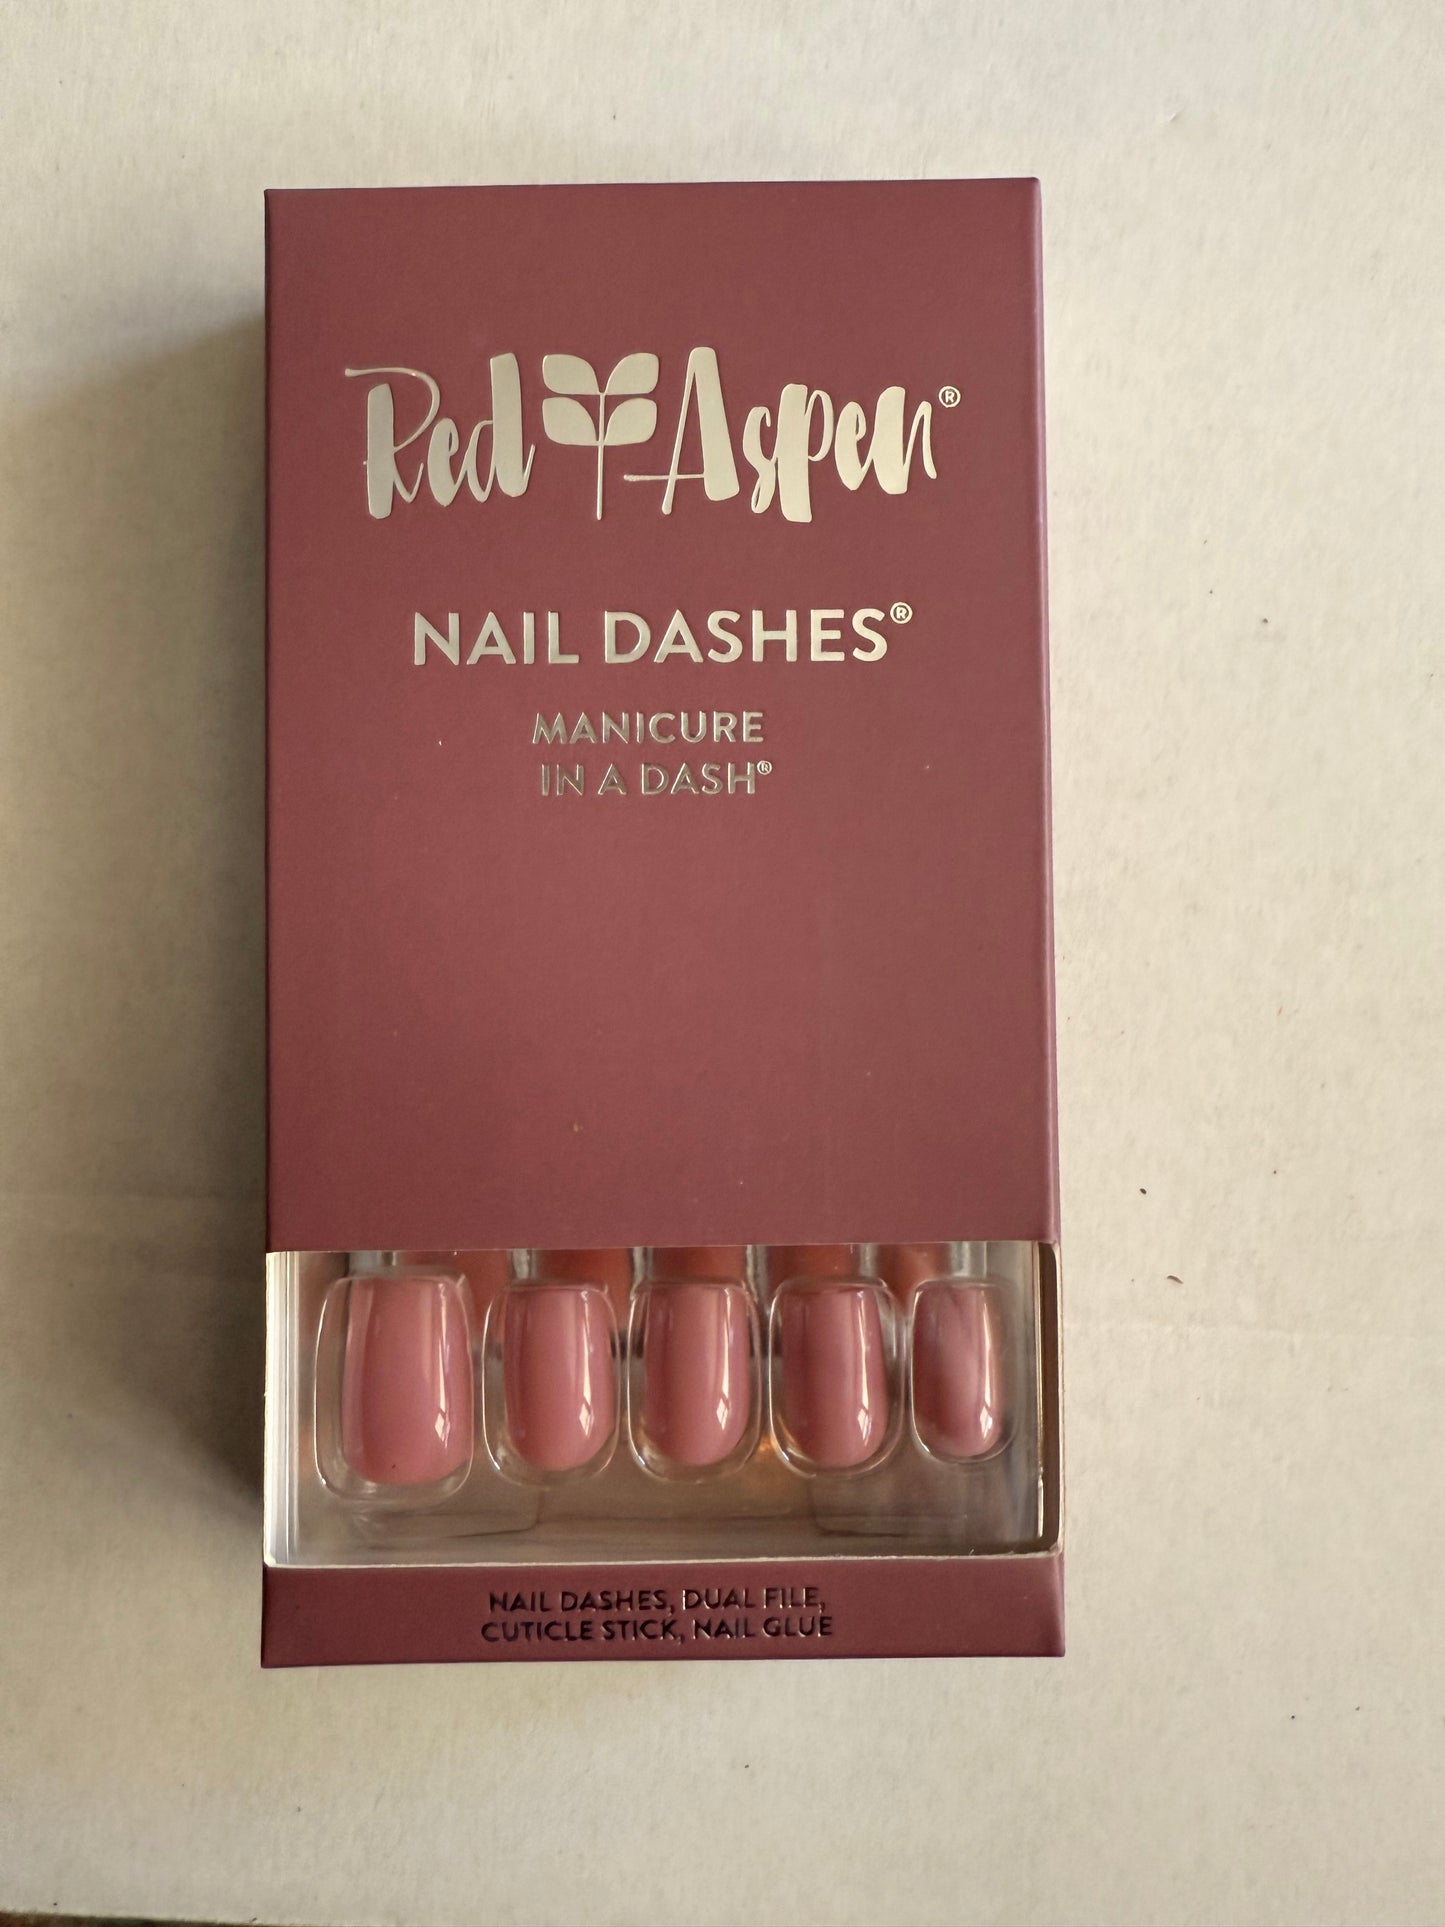 Red Aspen®
NAIL DASHES®
MANICURE
IN A DASH®
NAIL DASHES, DUAL FILE,
CUTICLE STICK, NAIL GLUE